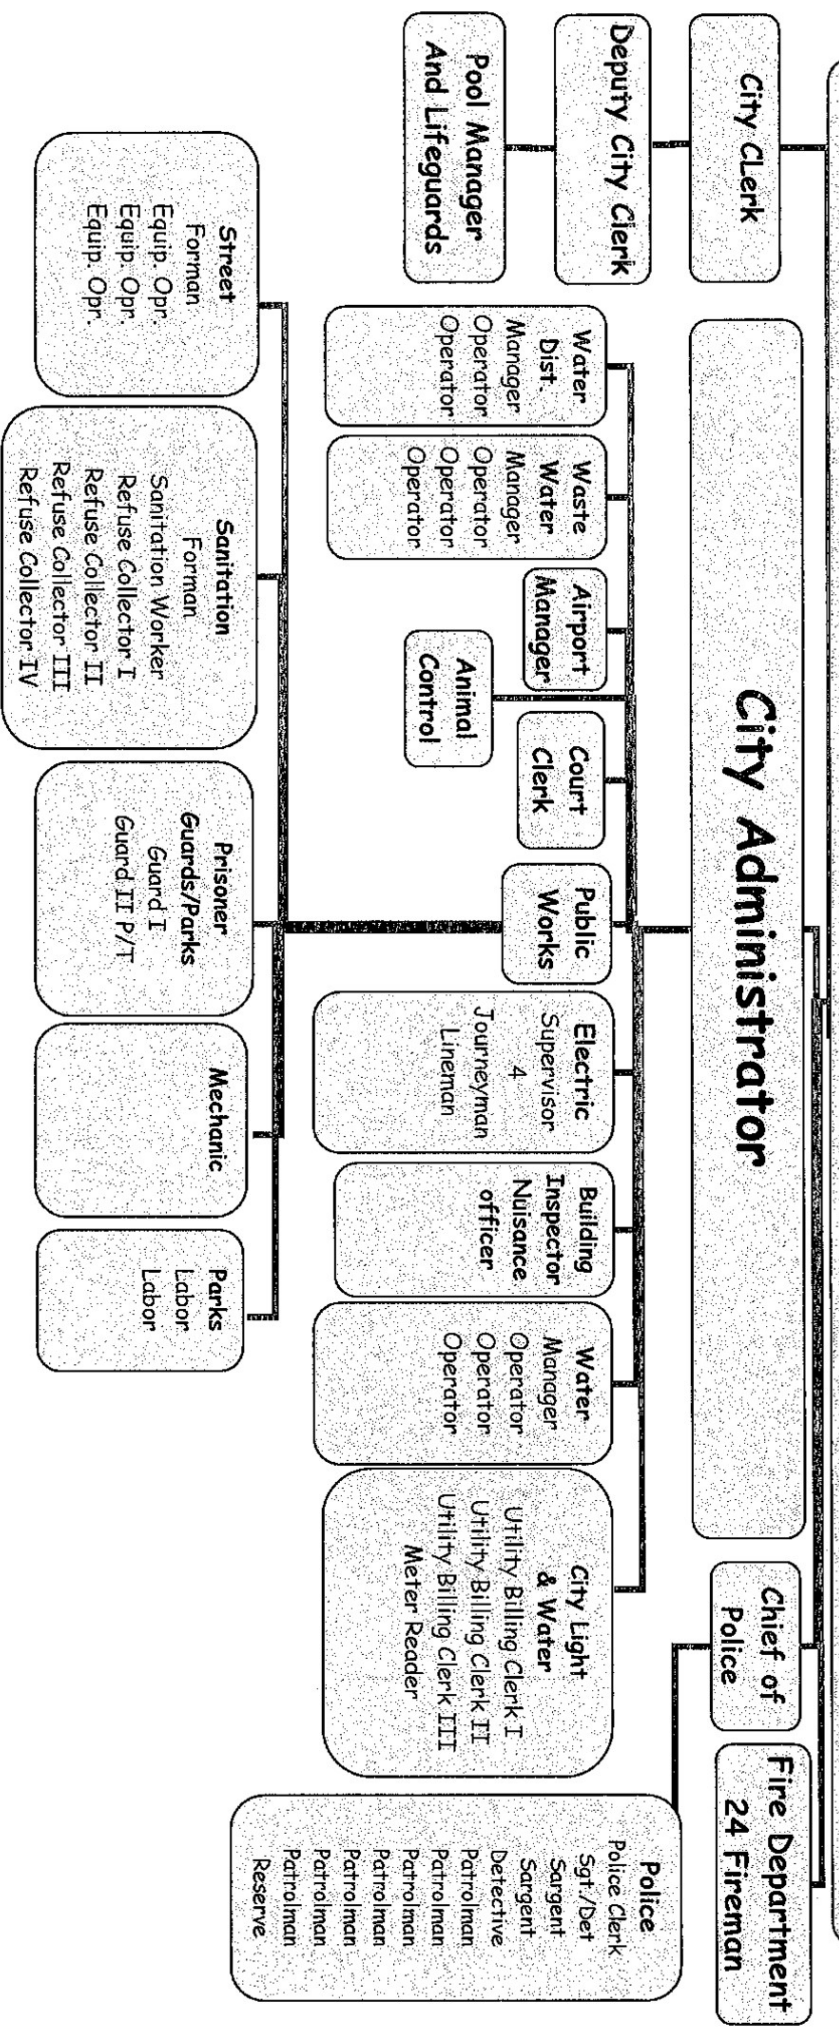 City CLerk
Deputy City Clerk
Pool Manager
And Lifeguards
City Administrator
Chief of
Police
Fire Department
24 Fireman
Water
Dist.
Manager
Operator
Operator
Waste
Water
Manager
Operator
Operator
Operator
Airport
Manager
Animal
Control
Court
Clerk
Public
Works
Electric
Supervisor
4
Journeyman
Lineman
Building
Inspector
Nuisance
officer
Water
Manager
Operator
Operator
Operator
City Light
& Water
Utility Billing Clerk I
Utility Billing Clerk II
Utility Billing Clerk III
Meter Reader
Police
Police Clerk
Sgt./Det
Sargent
Sargent
Detective
Patrolman
Patrolman
Patrolman
Patrolman
Patrolman
Patrolman
Patrolman
Reserve
Street
Forman
Equip. Opr.
Equip. Opr.
Equip. Opr.
Sanitation
Forman
Sanitation Worker
Refuse Collector I
Refuse Collector II
Refuse Collector III
Refuse Collector IV
Prisoner
Guards/Parks
Guard I
Guard II P/T
Mechanic
Parks
Labor
Labor